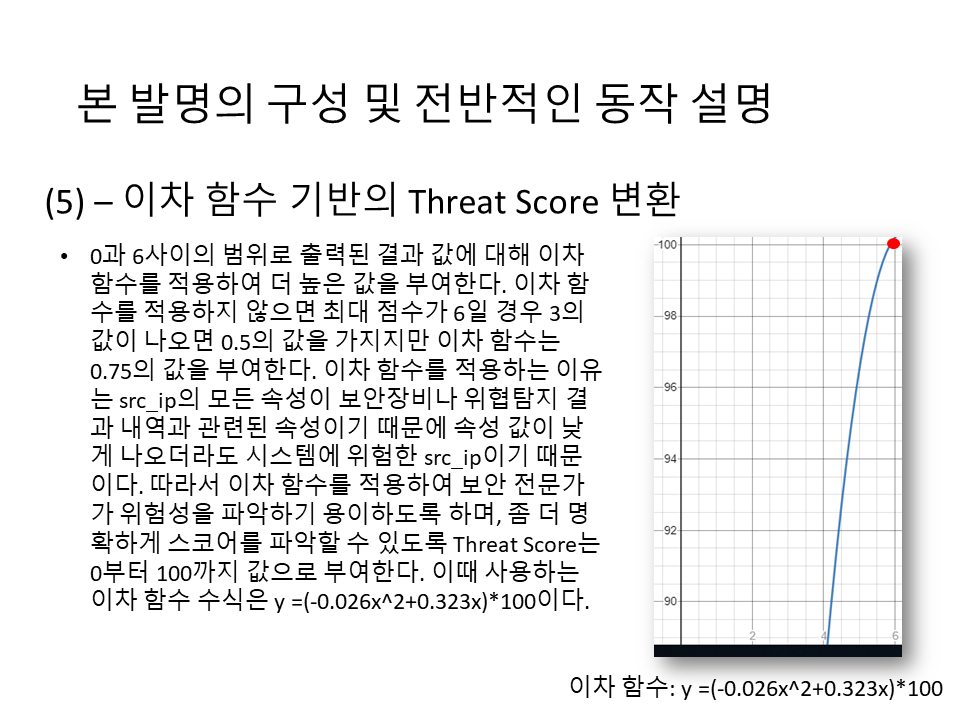 본 발명의 구성 및 전반적인 동작 설명
(5) – 이차 함수 기반의 Threat Score 변환
• 0과 6사이의 범위로 출력된 결과 값에 대해 이차
함수를 적용하여 더 높은 값을 부여한다. 이차 함
수를 적용하지 않으면 최대 점수가 6일 경우 3의
값이 나오면 0.5의 값을 가지지만 이차 함수는
0.75의 값을 부여한다. 이차 함수를 적용하는 이유
는 src_ip의 모든 속성이 보안장비나 위협탐지 결
과 내역과 관련된 속성이기 때문에 속성 값이 낮
게 나오더라도 시스템에 위험한 src_ip이기 때문
이다. 따라서 이차 함수를 적용하여 보안 전문가
가 위험성을 파악하기 용이하도록 하며, 좀 더 명
확하게 스코어를 파악할 수 있도록 Threat Score는
0부터 100까지 값으로 부여한다. 이때 사용하는
이차 함수 수식은 y =(-0.026x^2+0.323x)*100이다.
100
98
96
94
92
90
2 4 6
이차 함수: y =(-0.026x^2+0.323x)*100